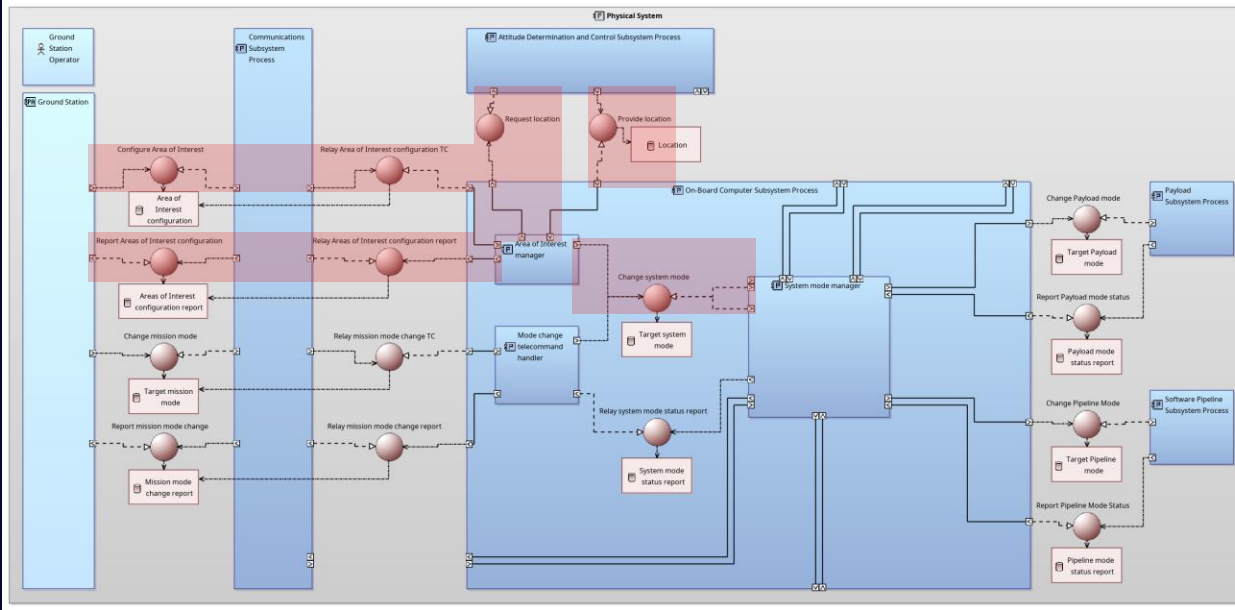 Physical System
Ground
Station
Operator
Communications
Subsystem
Process
Attitude Determination and Control Subsystem Process
Ground Station
Request location
Provide location
Location
Configure Area of Interest
Relay Area of Interest configuration TC
Area of
Interest
configuration
On-Board Computer Subsystem Process
Payload
Subsystem Process
Change Payload mode
Target Payload
mode
Report Areas of Interest configuration
Relay Areas of Interest configuration report
Area of Interest
manager
Change system mode
System mode manager
Areas of Interest
configuration report
Report Payload mode status
Change mission mode
Relay mission mode change TC
Mode change
telecommand
handler
Target system
mode
Payload mode
status report
Target mission
mode
Change Pipeline Mode
Software Pipeline
Subsystem Process
Relay system mode status report
Report mission mode change
Relay mission mode change report
Target Pipeline
mode
System mode
status report
Mission mode
change report
Report Pipeline Mode Status
Pipeline mode
status report